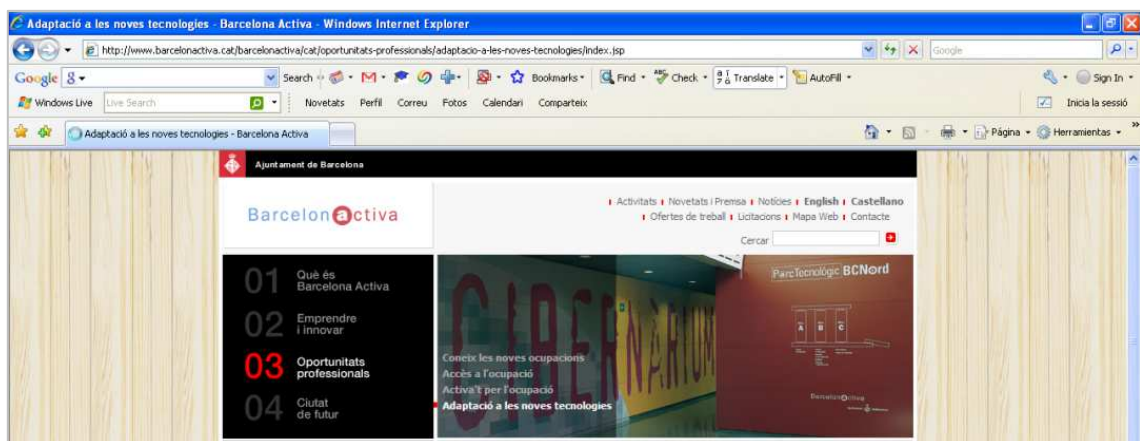 Adaptació a les noves tecnologies - Barcelona Activa - Windows Internet Explorer
http://www.barcelonactiva.cat/barcelonactiva/cat/oportunitats-professionals/adaptacio-a-les-noves-tecnologies/index.jsp
Google
Google Search Bookmarks Find Check Translate AutoFill Sign In
Windows Live Live Search Novetats Perfil Correu Fotos Calendari Comparteix Inicia la sessió
Adaptació a les noves tecnologies - Barcelona Activa Página Herramientas
Ajuntament de Barcelona
Barcelonactiva
Activitats Novetats i Premsa Notícies English Castellano
Ofertes de treball Licitacions Mapa Web Contacte
Cercar
01 Què és
Barcelona Activa
02 Emprendre
i innovar
03 Oportunitats
professionals
04 Ciutat
de futur
CIBERNÀRIUM
Coneix les noves ocupacions
Accès a l'ocupació
Activa't per l'ocupació
Adaptació a les noves tecnologies
ParcTecnològic BCNord
A B C
Barcelonactiva